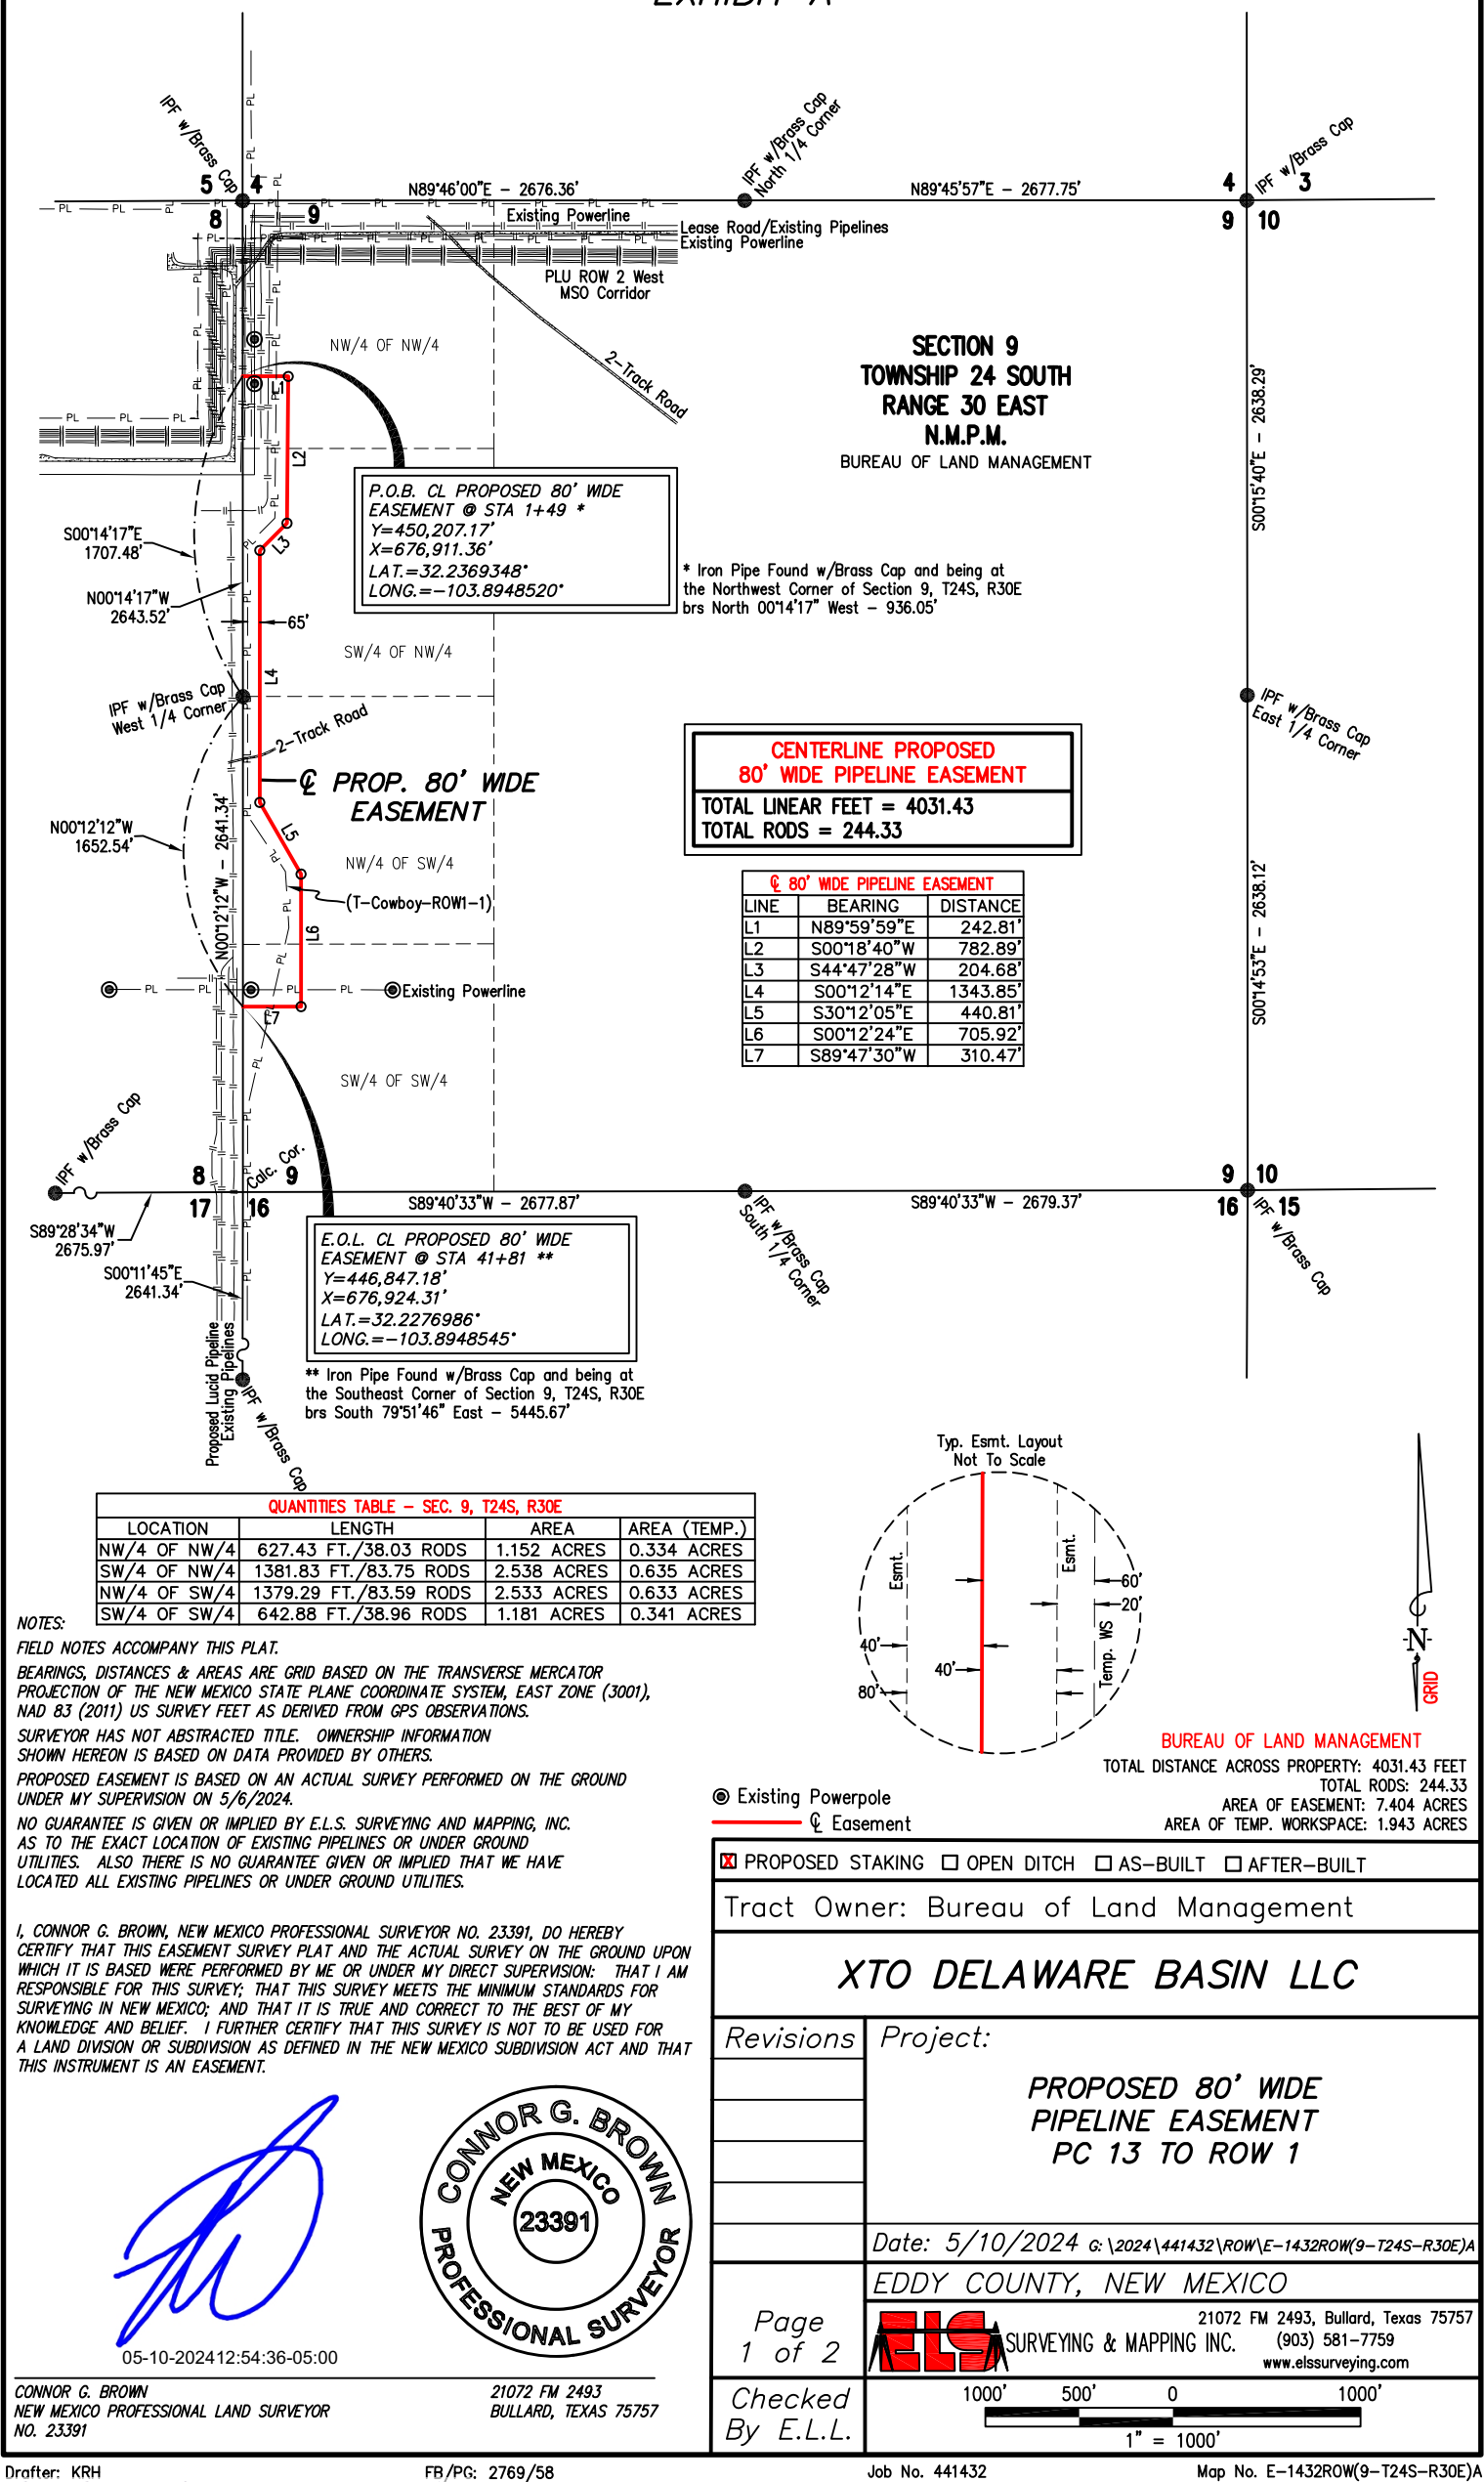 EXHIBIT "A"
IPF w/Brass Cap
5 4
8 9
N89°46'00"E - 2676.36'
IPF w/Brass Cap
North 1/4 Corner
N89°45'57"E - 2677.75'
4 3
9 10
IPF w/Brass Cap
Existing Powerline
Lease Road/Existing Pipelines
Existing Powerline
PLU ROW 2 West
MSO Corridor
NW/4 OF NW/4
2-Track Road
SECTION 9
TOWNSHIP 24 SOUTH
RANGE 30 EAST
N.M.P.M.
BUREAU OF LAND MANAGEMENT
S00°15'40"E - 2638.29'
L1
L2
L3
P.O.B. CL PROPOSED 80' WIDE
EASEMENT @ STA 1+49 *
Y=450,207.17'
X=676,911.36'
LAT.=32.2369348°
LONG.=-103.8948520°
* Iron Pipe Found w/Brass Cap and being at
the Northwest Corner of Section 9, T24S, R30E
brs North 00°14'17" West - 936.05'
S00°14'17"E
1707.48'
N00°14'17"W
2643.52'
65'
SW/4 OF NW/4
L4
IPF w/Brass Cap
West 1/4 Corner
2-Track Road
IPF w/Brass Cap
East 1/4 Corner
℄ PROP. 80' WIDE
EASEMENT
N00°12'12"W
1652.54'
N00°12'12"W - 2641.34'
L5
NW/4 OF SW/4
(T-Cowboy-ROW1-1)
L6
PL PL PL PL
Existing Powerline
L7
SW/4 OF SW/4
CENTERLINE PROPOSED
80' WIDE PIPELINE EASEMENT
TOTAL LINEAR FEET = 4031.43
TOTAL RODS = 244.33
℄ 80' WIDE PIPELINE EASEMENT
LINE BEARING DISTANCE
L1 N89°59'59"E 242.81'
L2 S00°18'40"W 782.89'
L3 S44°47'28"W 204.68'
L4 S00°12'14"E 1343.85'
L5 S30°12'05"E 440.81'
L6 S00°12'24"E 705.92'
L7 S89°47'30"W 310.47'
S00°14'53"E - 2638.12'
IPF w/Brass Cap
Calc. Cor.
8 9
17 16
S89°40'33"W - 2677.87'
S89°40'33"W - 2679.37'
9 10
16 15
IPF w/Brass Cap
South 1/4 Corner
IPF w/Brass Cap
S89°28'34"W
2675.97'
S00°11'45"E
2641.34'
E.O.L. CL PROPOSED 80' WIDE
EASEMENT @ STA 41+81 **
Y=446,847.18'
X=676,924.31'
LAT.=32.2276986°
LONG.=-103.8948545°
** Iron Pipe Found w/Brass Cap and being at
the Southeast Corner of Section 9, T24S, R30E
brs South 79°51'46" East - 5445.67'
Proposed Lucid Pipeline
Existing Pipelines
IPF w/Brass Cap
Typ. Esmt. Layout
Not To Scale
Esmt.
Esmt.
Temp. WS
60'
20'
40'
40'
80'
N
GRID
QUANTITIES TABLE - SEC. 9, T24S, R30E
LOCATION LENGTH AREA AREA (TEMP.)
NW/4 OF NW/4 627.43 FT./38.03 RODS 1.152 ACRES 0.334 ACRES
SW/4 OF NW/4 1381.83 FT./83.75 RODS 2.538 ACRES 0.635 ACRES
NW/4 OF SW/4 1379.29 FT./83.59 RODS 2.533 ACRES 0.633 ACRES
SW/4 OF SW/4 642.88 FT./38.96 RODS 1.181 ACRES 0.341 ACRES
NOTES:
FIELD NOTES ACCOMPANY THIS PLAT.
BEARINGS, DISTANCES & AREAS ARE GRID BASED ON THE TRANSVERSE MERCATOR
PROJECTION OF THE NEW MEXICO STATE PLANE COORDINATE SYSTEM, EAST ZONE (3001),
NAD 83 (2011) US SURVEY FEET AS DERIVED FROM GPS OBSERVATIONS.
SURVEYOR HAS NOT ABSTRACTED TITLE. OWNERSHIP INFORMATION
SHOWN HEREON IS BASED ON DATA PROVIDED BY OTHERS.
PROPOSED EASEMENT IS BASED ON AN ACTUAL SURVEY PERFORMED ON THE GROUND
UNDER MY SUPERVISION ON 5/6/2024.
NO GUARANTEE IS GIVEN OR IMPLIED BY E.L.S. SURVEYING AND MAPPING, INC.
AS TO THE EXACT LOCATION OF EXISTING PIPELINES OR UNDER GROUND
UTILITIES. ALSO THERE IS NO GUARANTEE GIVEN OR IMPLIED THAT WE HAVE
LOCATED ALL EXISTING PIPELINES OR UNDER GROUND UTILITIES.
I, CONNOR G. BROWN, NEW MEXICO PROFESSIONAL SURVEYOR NO. 23391, DO HEREBY
CERTIFY THAT THIS EASEMENT SURVEY PLAT AND THE ACTUAL SURVEY ON THE GROUND UPON
WHICH IT IS BASED WERE PERFORMED BY ME OR UNDER MY DIRECT SUPERVISION: THAT I AM
RESPONSIBLE FOR THIS SURVEY; THAT THIS SURVEY MEETS THE MINIMUM STANDARDS FOR
SURVEYING IN NEW MEXICO; AND THAT IT IS TRUE AND CORRECT TO THE BEST OF MY
KNOWLEDGE AND BELIEF. I FURTHER CERTIFY THAT THIS SURVEY IS NOT TO BE USED FOR
A LAND DIVISION OR SUBDIVISION AS DEFINED IN THE NEW MEXICO SUBDIVISION ACT AND THAT
THIS INSTRUMENT IS AN EASEMENT.
CONNOR G. BROWN
NEW MEXICO
23391
PROFESSIONAL SURVEYOR
05-10-2024 12:54:36-05:00
CONNOR G. BROWN
NEW MEXICO PROFESSIONAL LAND SURVEYOR
NO. 23391
21072 FM 2493
BULLARD, TEXAS 75757
BUREAU OF LAND MANAGEMENT
TOTAL DISTANCE ACROSS PROPERTY: 4031.43 FEET
TOTAL RODS: 244.33
AREA OF EASEMENT: 7.404 ACRES
AREA OF TEMP. WORKSPACE: 1.943 ACRES
Existing Powerpole
℄ Easement
X PROPOSED STAKING OPEN DITCH AS-BUILT AFTER-BUILT
Tract Owner: Bureau of Land Management
XTO DELAWARE BASIN LLC
Revisions
Project:
PROPOSED 80' WIDE
PIPELINE EASEMENT
PC 13 TO ROW 1
Date: 5/10/2024 G:\2024\441432\ROW\E-1432ROW(9-T24S-R30E)A
EDDY COUNTY, NEW MEXICO
Page
1 of 2
ELS SURVEYING & MAPPING INC.
21072 FM 2493, Bullard, Texas 75757
(903) 581-7759
www.elssurveying.com
Checked
By E.L.L.
1000' 500' 0 1000'
1" = 1000'
Drafter: KRH
FB/PG: 2769/58
Job No. 441432
Map No. E-1432ROW(9-T24S-R30E)A